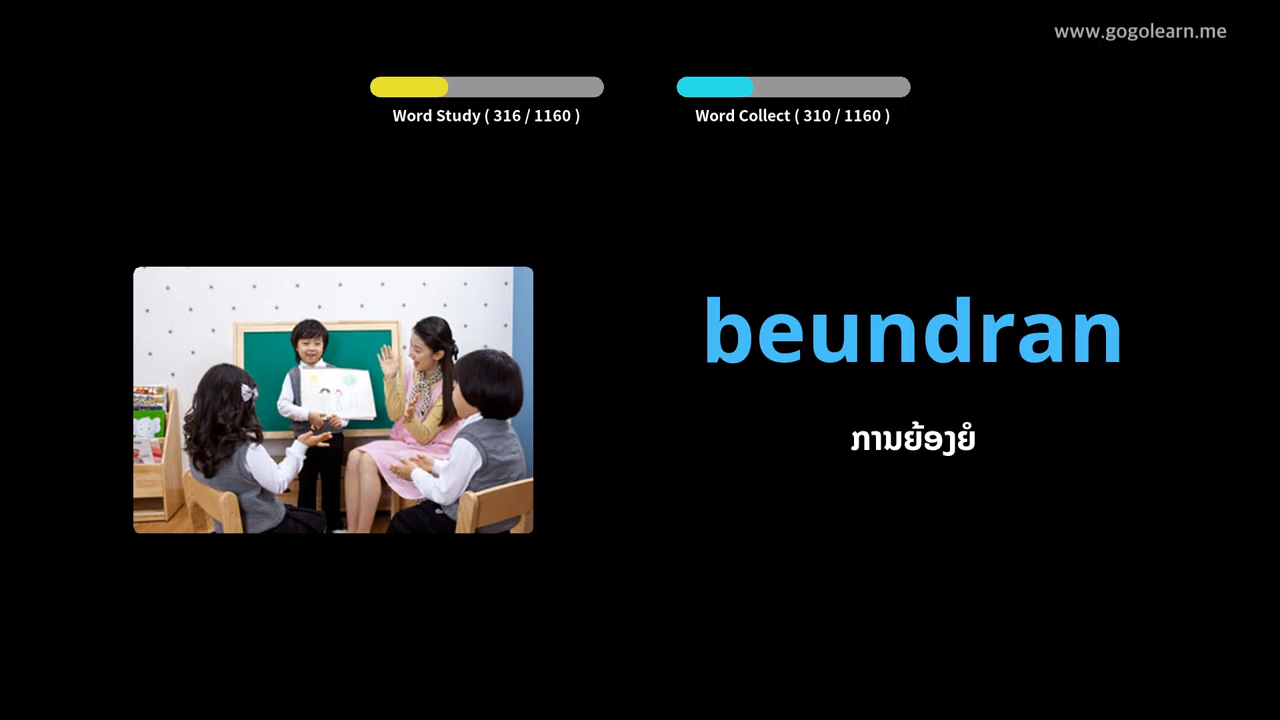 www.gogolearn.me
Word Study ( 316 / 1160 )
Word Collect ( 310 / 1160 )
beundran
ການຍ້ອງຍໍ